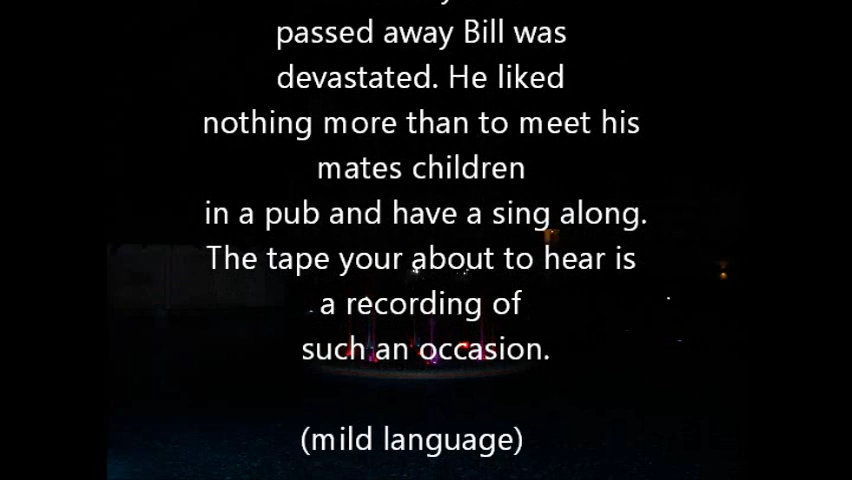 passed away Bill was
devastated. He liked
nothing more than to meet his
mates children
in a pub and have a sing along.
The tape your about to hear is
a recording of
such an occasion.
(mild language)